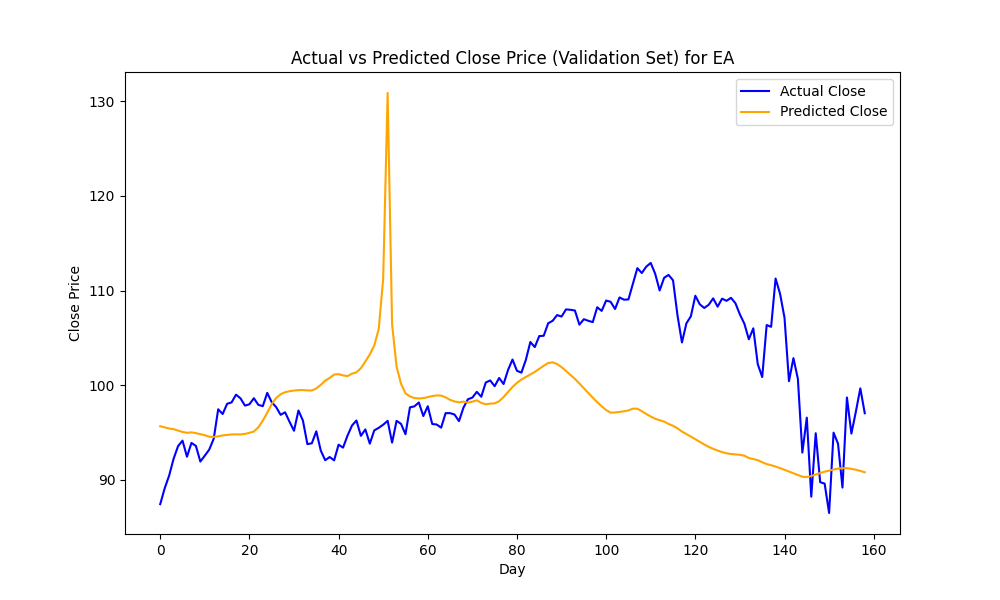 Actual vs Predicted Close Price (Validation Set) for EA
Actual Close
Predicted Close
Close Price
130
120
110
100
90
0 20 40 60 80 100 120 140 160
Day